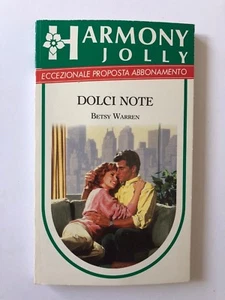 HARMONY
JOLLY
ECCEZIONALE PROPOSTA ABBONAMENTO
DOLCI NOTE
BETSY WARREN